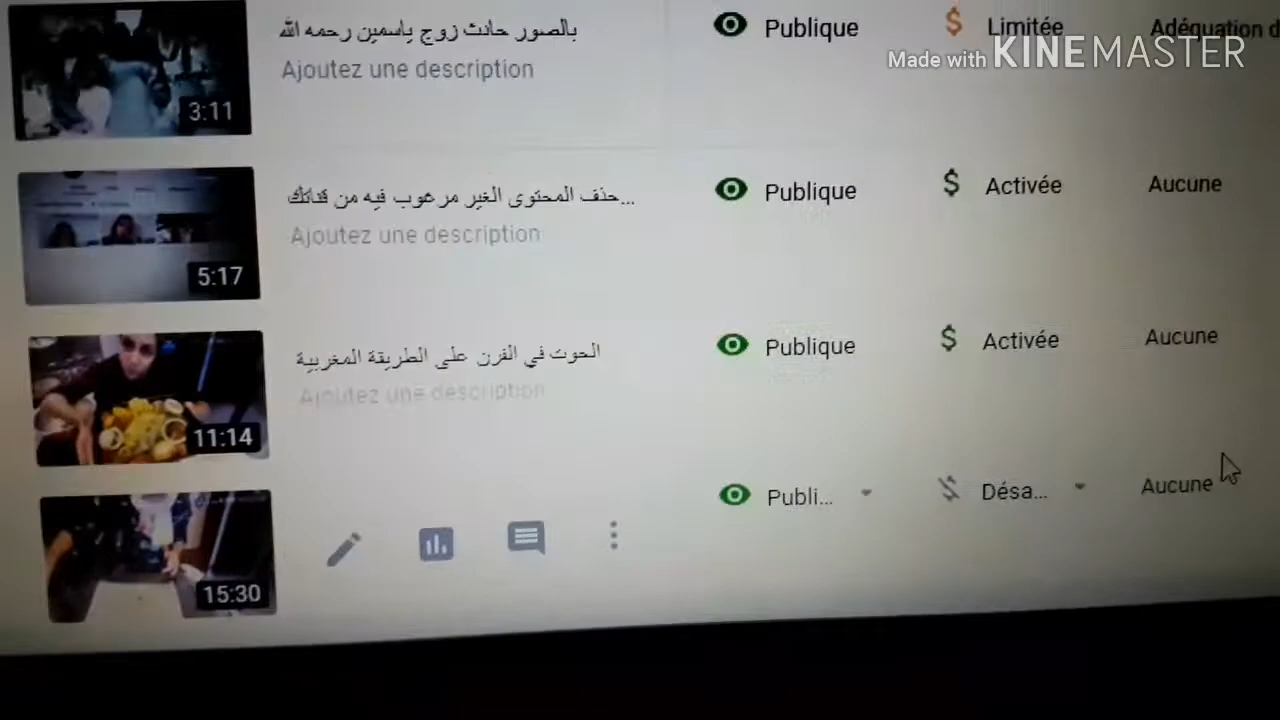 بالصور حادث زوج ياسمين رحمه الله
Ajoutez une description
3:11
Publique
Limitée
Adéquation d
Made with KINEMASTER
حذف المحتوى الغير مرغوب فيه من قناتك...
Ajoutez une description
5:17
Publique
Activée
Aucune
الحوت في الفرن على الطريقة المغربية
Ajoutez une description
11:14
Publique
Activée
Aucune
15:30
Publi...
Désa...
Aucune